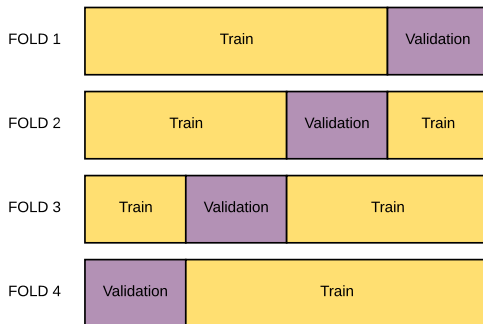 FOLD 1 Train Validation
FOLD 2 Train Validation Train
FOLD 3 Train Validation Train
FOLD 4 Validation Train